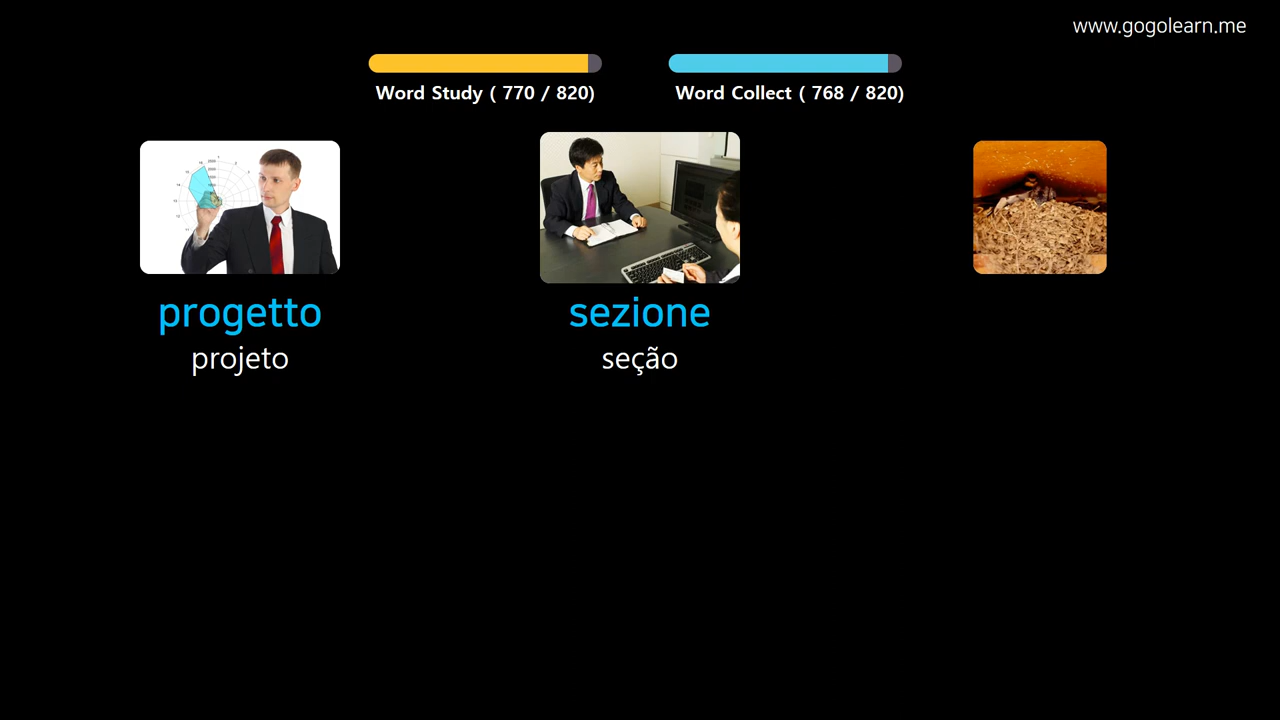 www.gogolearn.me
Word Study ( 770 / 820)
Word Collect ( 768 / 820)
progetto
projeto
sezione
seção